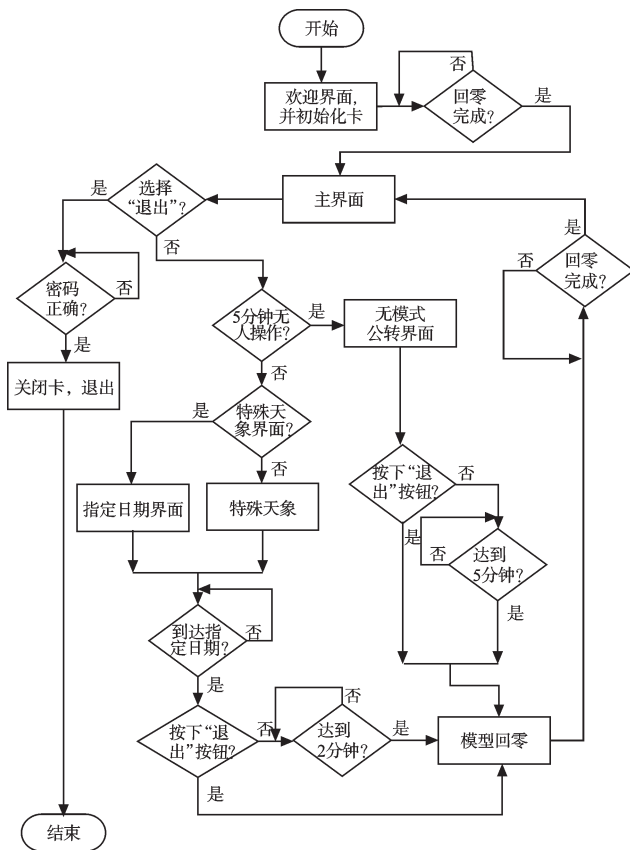 开始
欢迎界面，
并初始化卡
否
回零
完成？
是
主界面
选择
“退出”？
是
否
密码
正确？
否
是
关闭卡，退出
5分钟无
人操作？
是
否
无模式
公转界面
是
回零
完成？
否
特殊天
象界面？
是
否
指定日期界面
特殊天象
按下“退
出”按钮？
否
是
达到
5分钟？
否
是
到达指
定日期？
否
是
按下“退
出”按钮？
否
是
达到
2分钟？
否
是
模型回零
结束